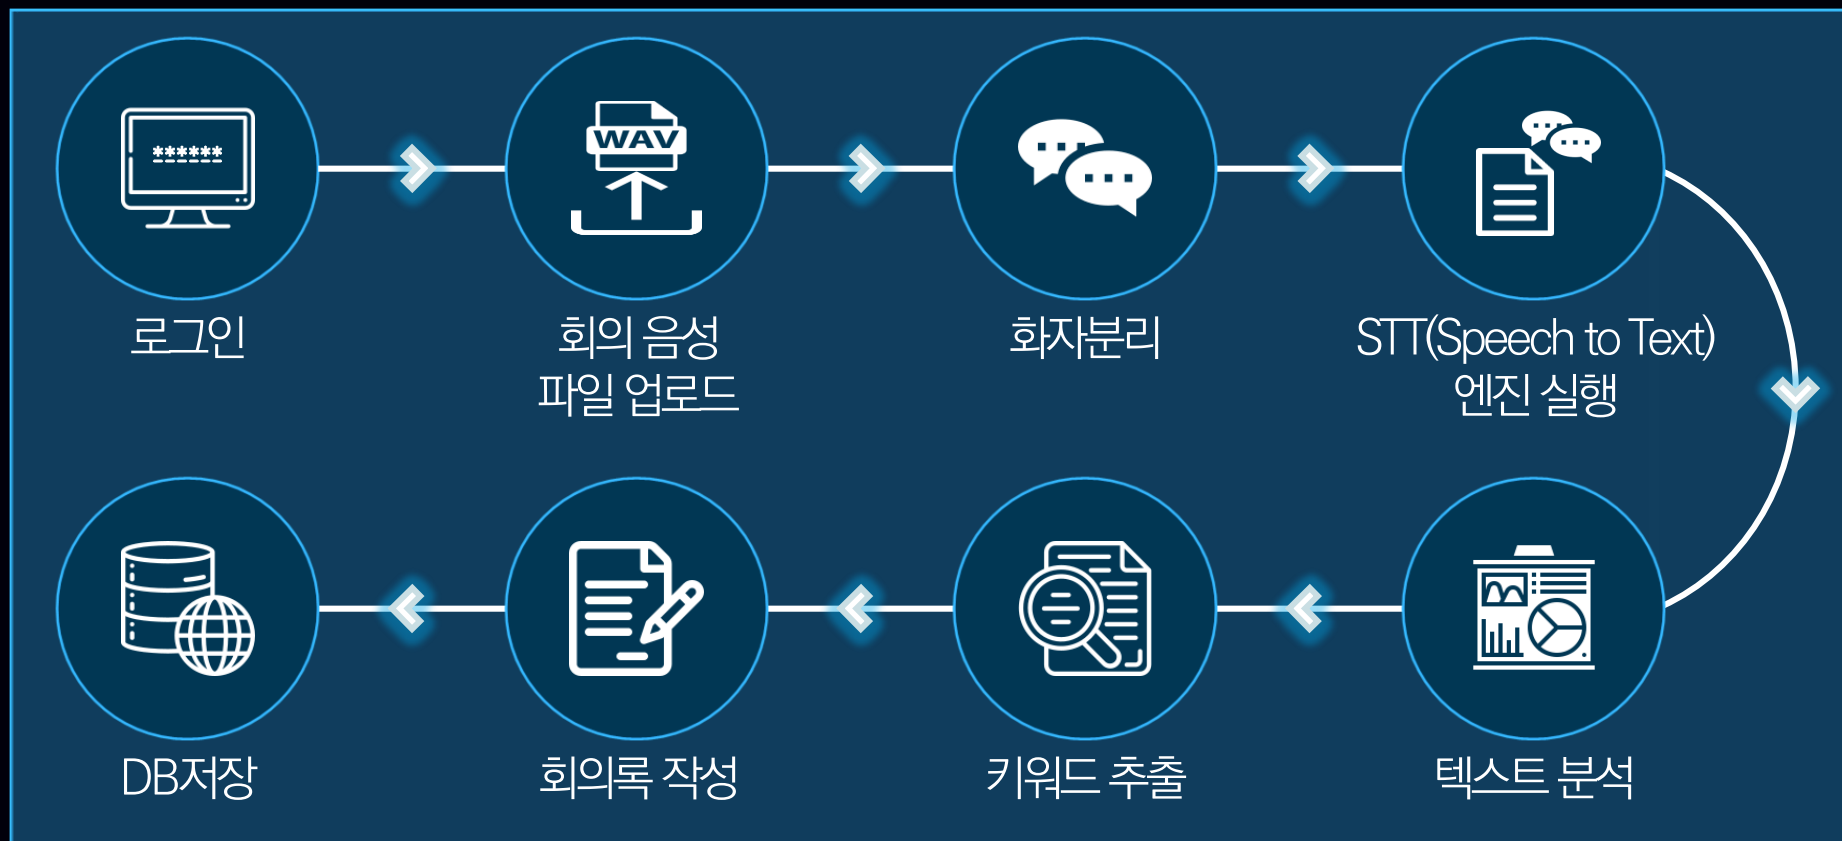 ******
WAV
로그인
회의 음성
파일 업로드
화자분리
STT(Speech to Text)
엔진 실행
텍스트 분석
키워드 추출
회의록 작성
DB저장